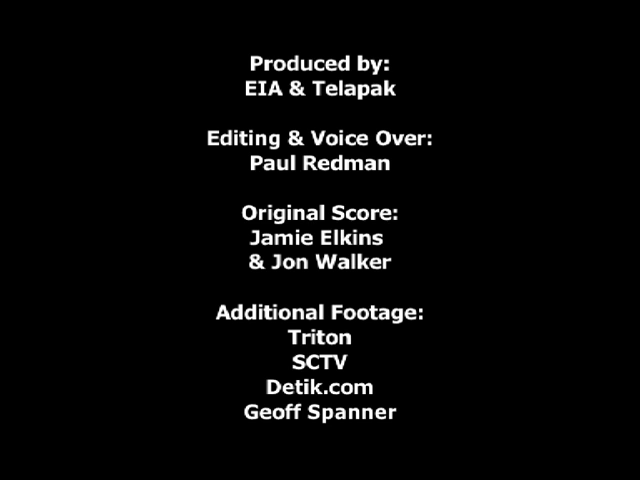 Produced by:
EIA & Telapak
Editing & Voice Over:
Paul Redman
Original Score:
Jamie Elkins
& Jon Walker
Additional Footage:
Triton
SCTV
Detik.com
Geoff Spanner